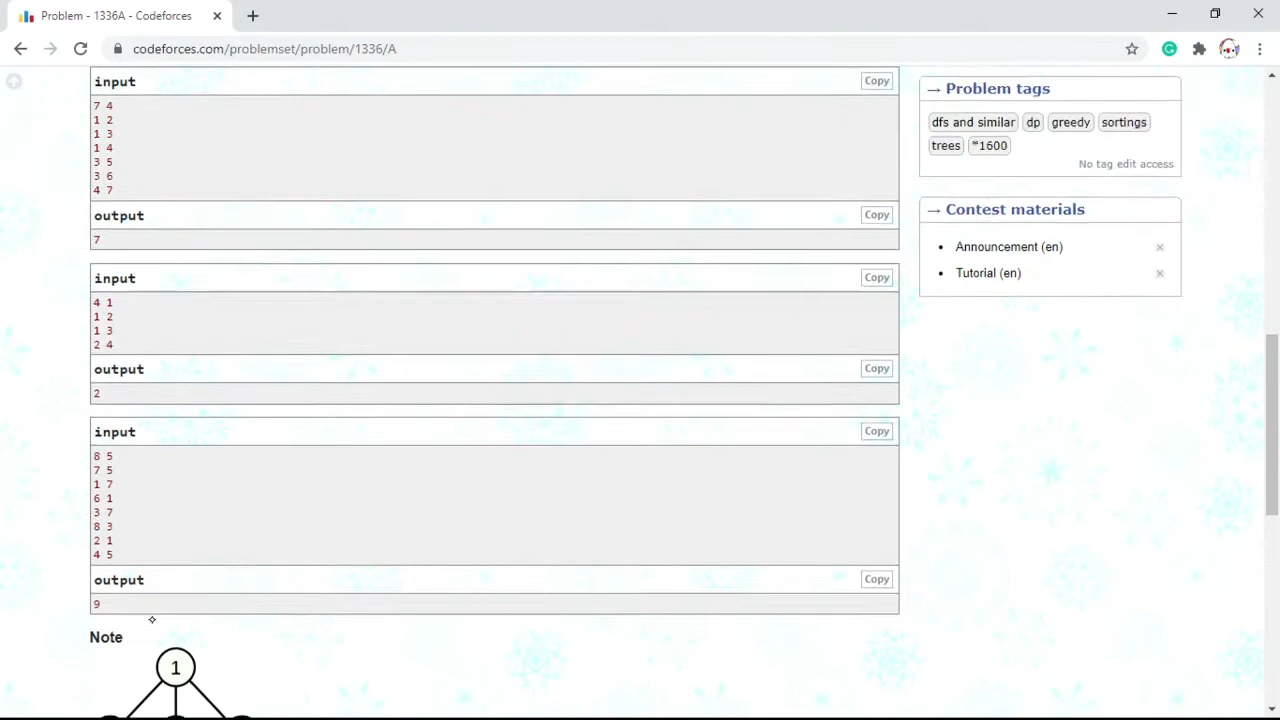 Problem - 1336A - Codeforces
codeforces.com/problemset/problem/1336/A
input
Copy
7 4
1 2
1 3
1 4
3 5
3 6
4 7
output
Copy
7
input
Copy
4 1
1 2
1 3
2 4
output
Copy
2
input
Copy
8 5
7 5
1 7
6 1
3 7
8 3
2 1
4 5
output
Copy
9
Note
1
→ Problem tags
dfs and similar dp greedy sortings
trees *1600
No tag edit access
→ Contest materials
Announcement (en)
Tutorial (en)